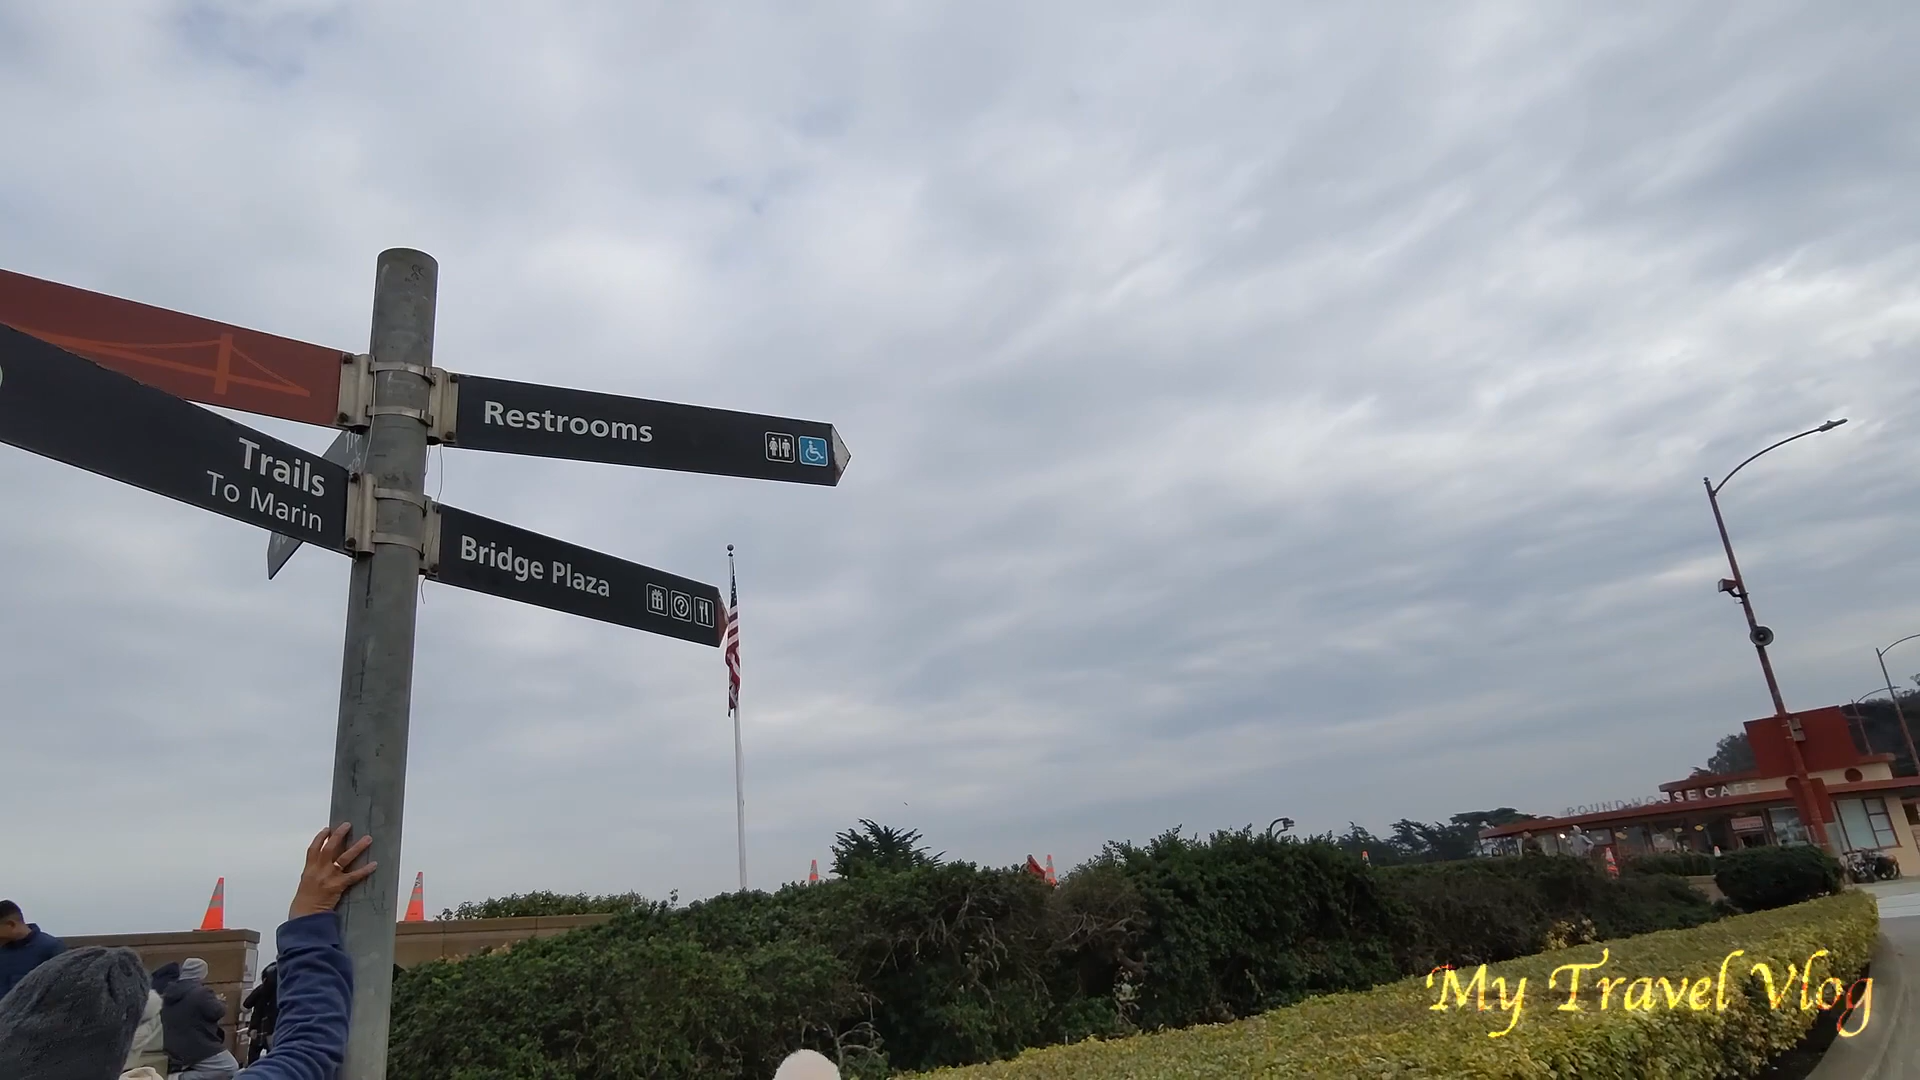 Restrooms
Trails
To Marin
Bridge Plaza
ROUND HOUSE CAFE
My Travel Vlog